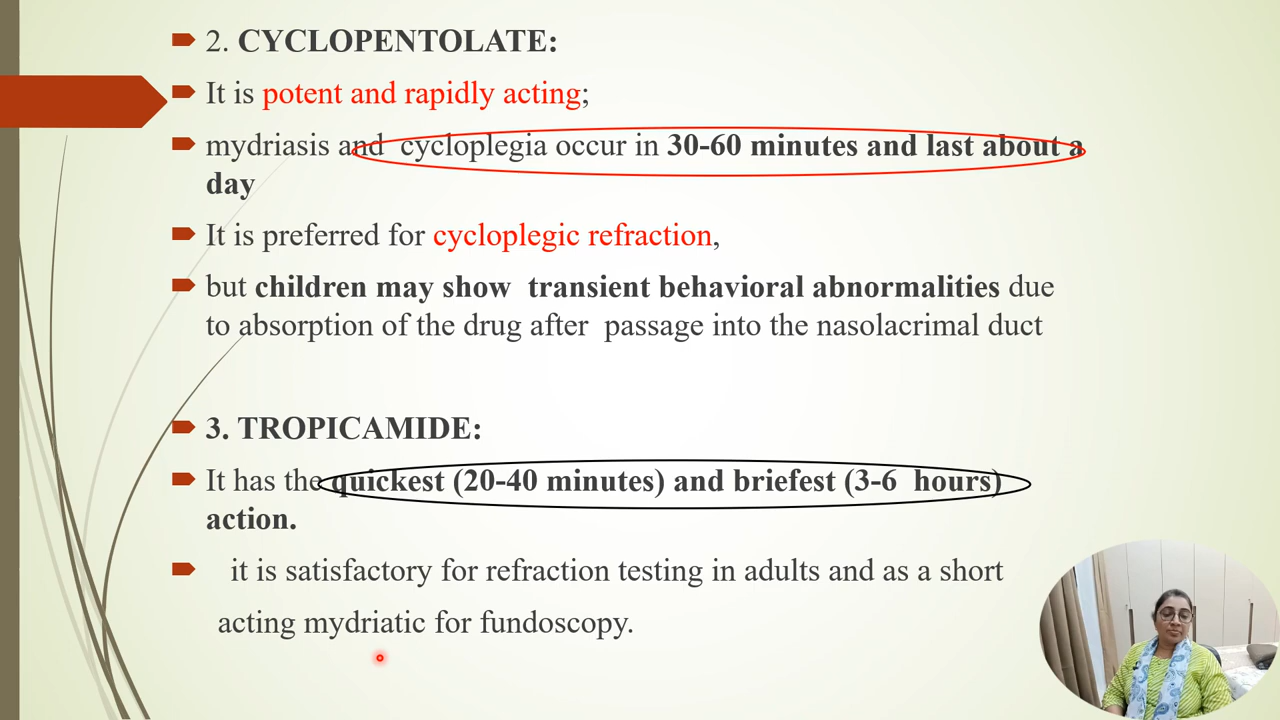 2. CYCLOPENTOLATE:
It is potent and rapidly acting;
mydriasis and cycloplegia occur in 30-60 minutes and last about a
day
It is preferred for cycloplegic refraction,
but children may show transient behavioral abnormalities due
to absorption of the drug after passage into the nasolacrimal duct
3. TROPICAMIDE:
It has the quickest (20-40 minutes) and briefest (3-6 hours)
action.
it is satisfactory for refraction testing in adults and as a short
acting mydriatic for fundoscopy.